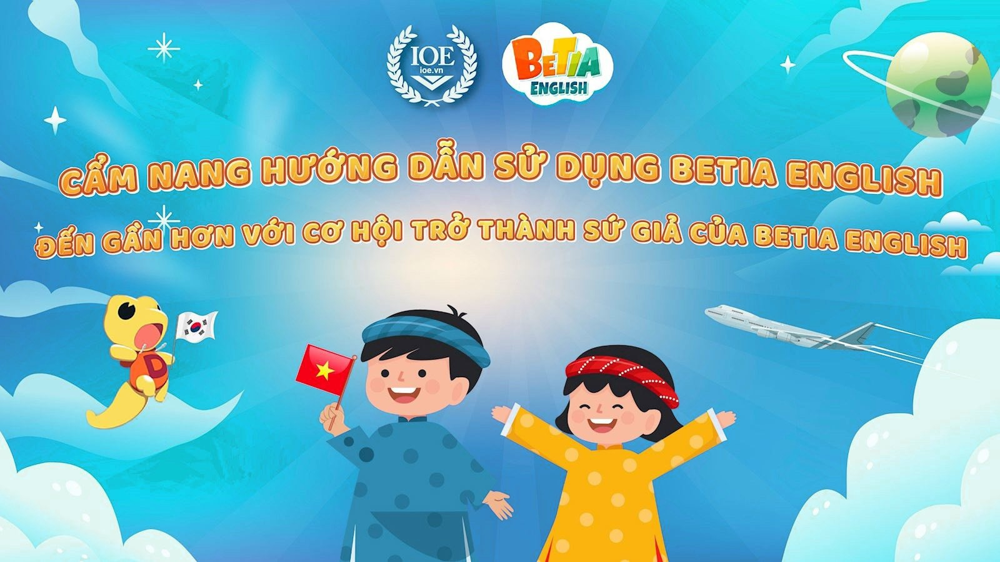 IOE
ioe.vn
BETIA
ENGLISH
CẨM NANG HƯỚNG DẪN SỬ DỤNG BETIA ENGLISH
ĐẾN GẦN HƠN VỚI CƠ HỘI TRỞ THÀNH SỨ GIẢ CỦA BETIA ENGLISH
D